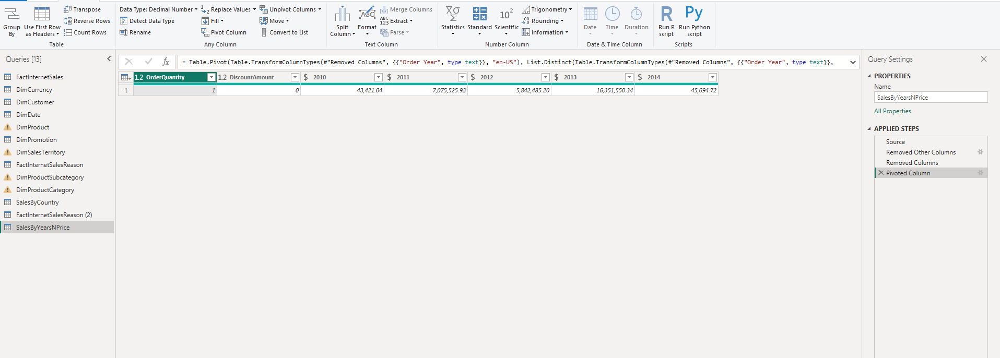 Group By
Use First Row as Headers
Transpose
Reverse Rows
Count Rows
Table
Data Type: Decimal Number
Detect Data Type
Rename
Replace Values
Fill
Pivot Column
Unpivot Columns
Move
Convert to List
Any Column
Split Column
Format
Merge Columns
Extract
Parse
Text Column
Statistics
Standard
Scientific
Trigonometry
Rounding
Information
Number Column
Date
Time
Duration
Date & Time Column
Run R script
Run Python script
Scripts
Queries [13]
FactInternetSales
DimCurrency
DimCustomer
DimDate
DimProduct
DimPromotion
DimSalesTerritory
FactInternetSalesReason
DimProductSubcategory
DimProductCategory
SalesByCountry
FactInternetSalesReason (2)
SalesByYearsNPrice
fx = Table.Pivot(Table.TransformColumnTypes(#"Removed Columns", {{"Order Year", type text}}, "en-US"), List.Distinct(Table.TransformColumnTypes(#"Removed Columns", {{"Order Year", type text}},
1.2 OrderQuantity 1.2 DiscountAmount $ 2010 $ 2011 $ 2012 $ 2013 $ 2014
1 1 0 43,421.04 7,075,525.93 5,842,485.20 16,351,550.34 45,694.72
Query Settings
PROPERTIES
Name
SalesByYearsNPrice
All Properties
APPLIED STEPS
Source
Removed Other Columns
Removed Columns
Pivoted Column